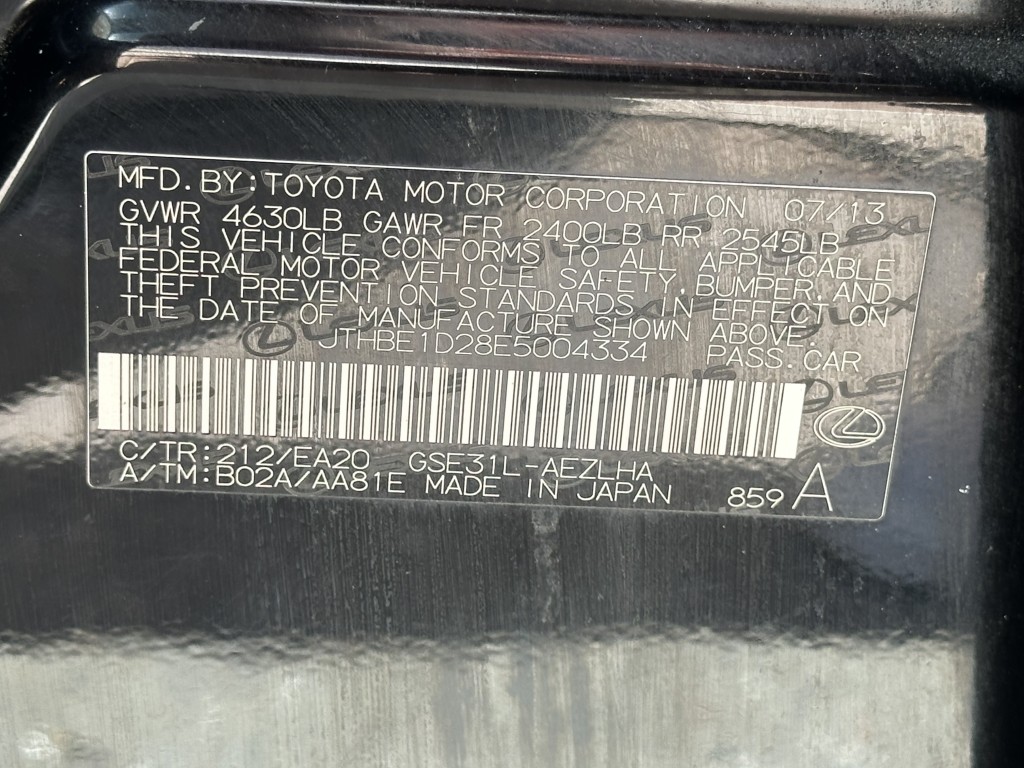 MFD.BY:TOYOTA MOTOR CORPORATION 07/13
GVWR 4630LB GAWR FR 2400LB RR 2545LB
THIS VEHICLE CONFORMS TO ALL APPLICABLE
FEDERAL MOTOR VEHICLE SAFETY,BUMPER,AND
THEFT PREVENTION STANDARDS IN EFFECT ON
THE DATE OF MANUFACTURE SHOWN ABOVE.
JTHBE1D28E5004334 PASS.CAR
C/TR:212/EA20 GSE31L-AEZLHA
A/TM:B02A/AA81E MADE IN JAPAN 859 A